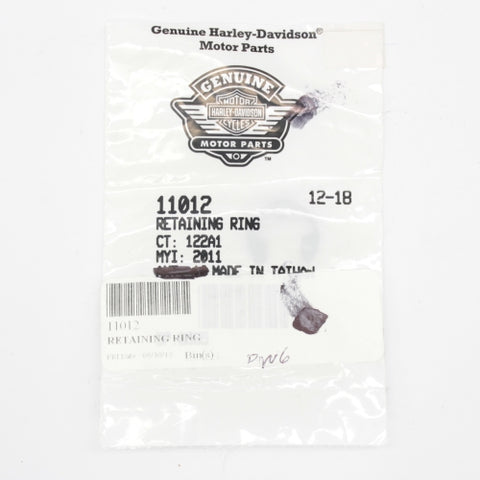 Genuine Harley-Davidson®
Motor Parts
GENUINE
MOTOR
HARLEY-DAVIDSON
CYCLES
MOTOR PARTS
™
11012 12-18
RETAINING RING
CT: 122A1
MYI: 2011
MADE IN TAIWAN
11012
RETAINING RING
Bin(s):